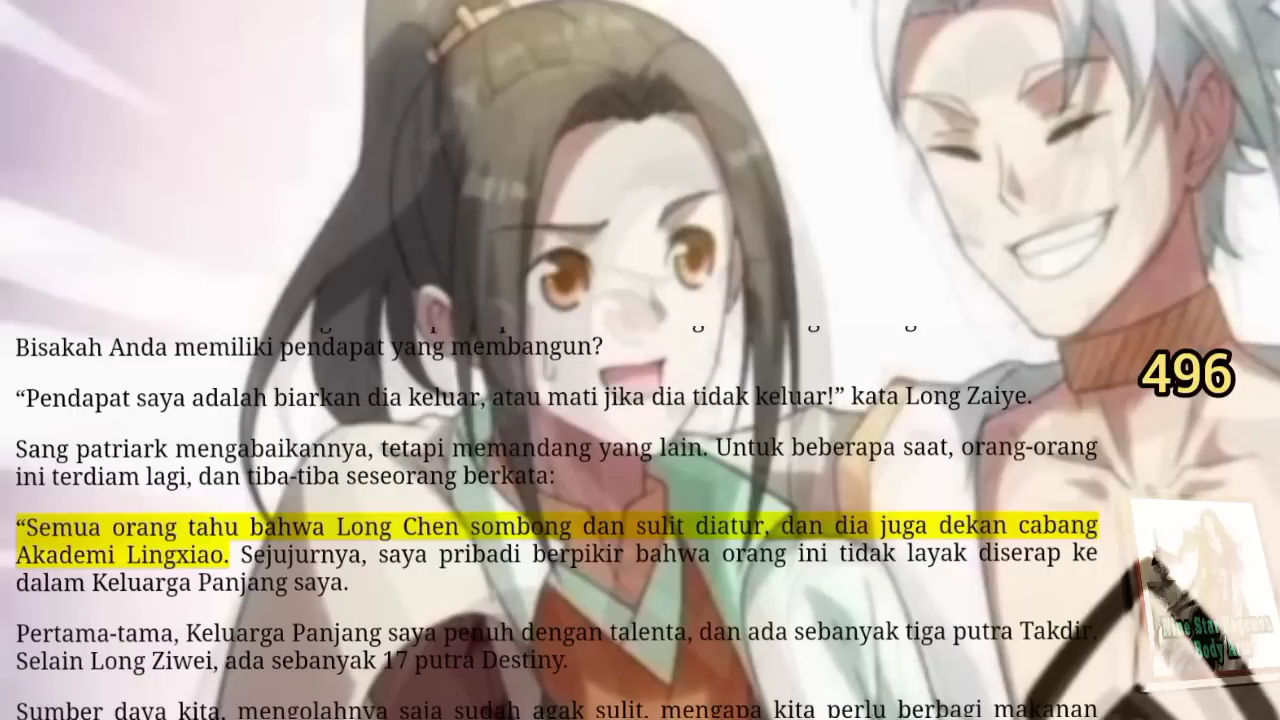 Bisakah Anda memiliki pendapat yang membangun?
“Pendapat saya adalah biarkan dia keluar, atau mati jika dia tidak keluar!” kata Long Zaiye.
Sang patriark mengabaikannya, tetapi memandang yang lain. Untuk beberapa saat, orang-orang
ini terdiam lagi, dan tiba-tiba seseorang berkata:
496
“Semua orang tahu bahwa Long Chen sombong dan sulit diatur, dan dia juga dekan cabang
Akademi Lingxiao. Sejujurnya, saya pribadi berpikir bahwa orang ini tidak layak diserap ke
dalam Keluarga Panjang saya.
Pertama-tama, Keluarga Panjang saya penuh dengan talenta, dan ada sebanyak tiga putra Takdir.
Selain Long Ziwei, ada sebanyak 17 putra Destiny.
Sumber daya kita, mengolahnya saja sudah agak sulit, mengapa kita perlu berbagi makanan
Nine Star
Body